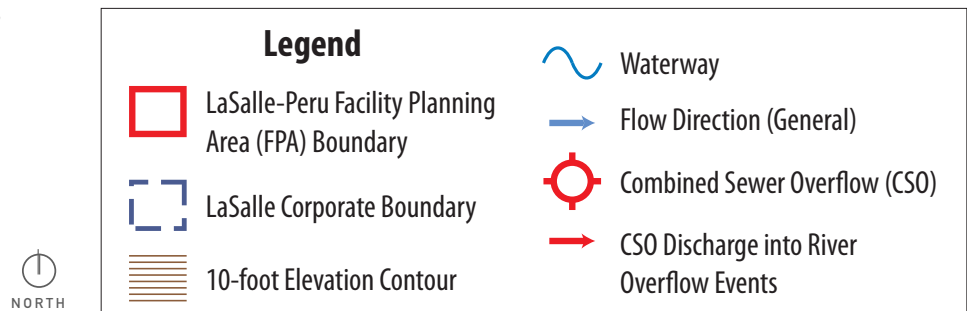 Legend
LaSalle-Peru Facility Planning
Area (FPA) Boundary
LaSalle Corporate Boundary
10-foot Elevation Contour
Waterway
Flow Direction (General)
Combined Sewer Overflow (CSO)
CSO Discharge into River
Overflow Events
NORTH